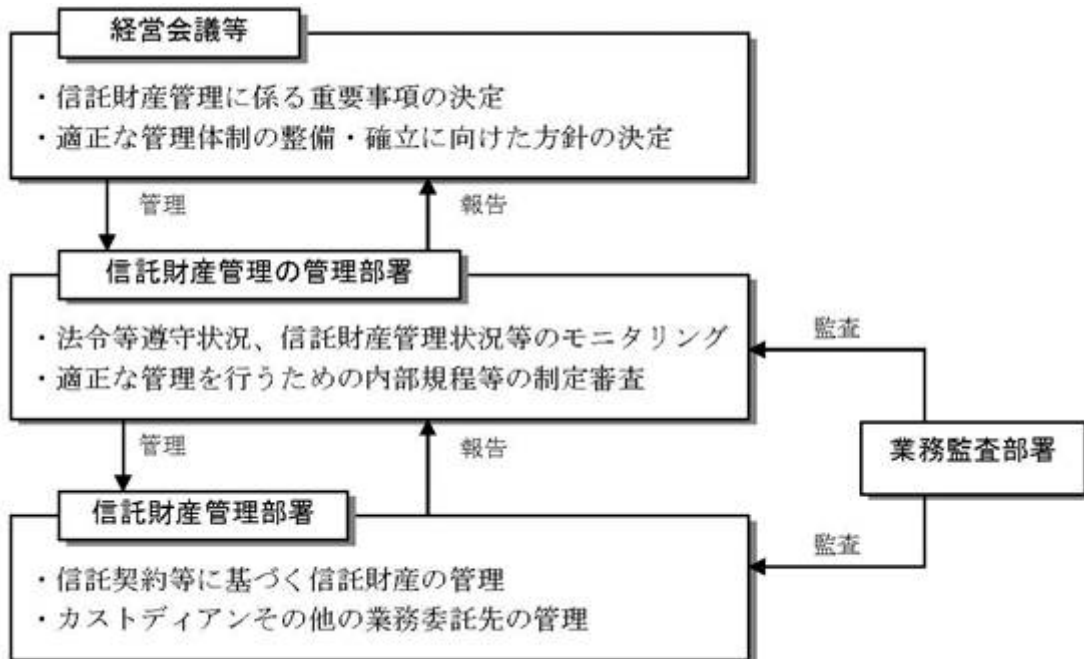 経営会議等
・信託財産管理に係る重要事項の決定
・適正な管理体制の整備・確立に向けた方針の決定
管理
報告
信託財産管理の管理部署
・法令等遵守状況、信託財産管理状況等のモニタリング
・適正な管理を行うための内部規程等の制定審査
監査
管理
報告
業務監査部署
信託財産管理部署
監査
・信託契約等に基づく信託財産の管理
・カストディアンその他の業務委託先の管理